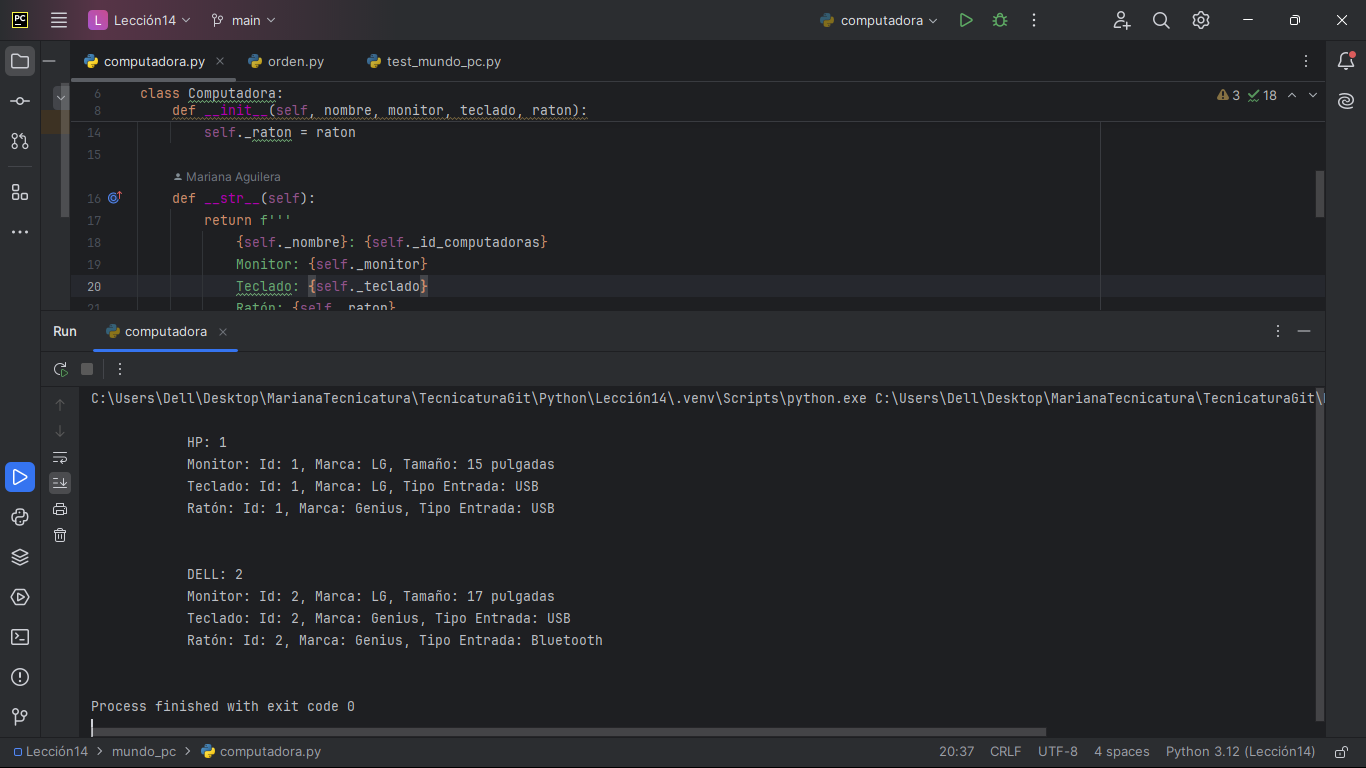 PC L Lección14 main computadora
computadora.py orden.py test_mundo_pc.py
6 class Computadora: 3 18
8 def __init__(self, nombre, monitor, teclado, raton):
14 self._raton = raton
15
Mariana Aguilera
16 def __str__(self):
17 return f'''
18 {self._nombre}: {self._id_computadoras}
19 Monitor: {self._monitor}
20 Teclado: {self._teclado}
21 Ratón: {self._raton}
Run computadora
C:\Users\Dell\Desktop\MarianaTecnicatura\TecnicaturaGit\Python\Lección14\.venv\Scripts\python.exe C:\Users\Dell\Desktop\MarianaTecnicatura\TecnicaturaGit\
HP: 1
Monitor: Id: 1, Marca: LG, Tamaño: 15 pulgadas
Teclado: Id: 1, Marca: LG, Tipo Entrada: USB
Ratón: Id: 1, Marca: Genius, Tipo Entrada: USB
DELL: 2
Monitor: Id: 2, Marca: LG, Tamaño: 17 pulgadas
Teclado: Id: 2, Marca: Genius, Tipo Entrada: USB
Ratón: Id: 2, Marca: Genius, Tipo Entrada: Bluetooth
Process finished with exit code 0
Lección14 > mundo_pc > computadora.py 20:37 CRLF UTF-8 4 spaces Python 3.12 (Lección14)